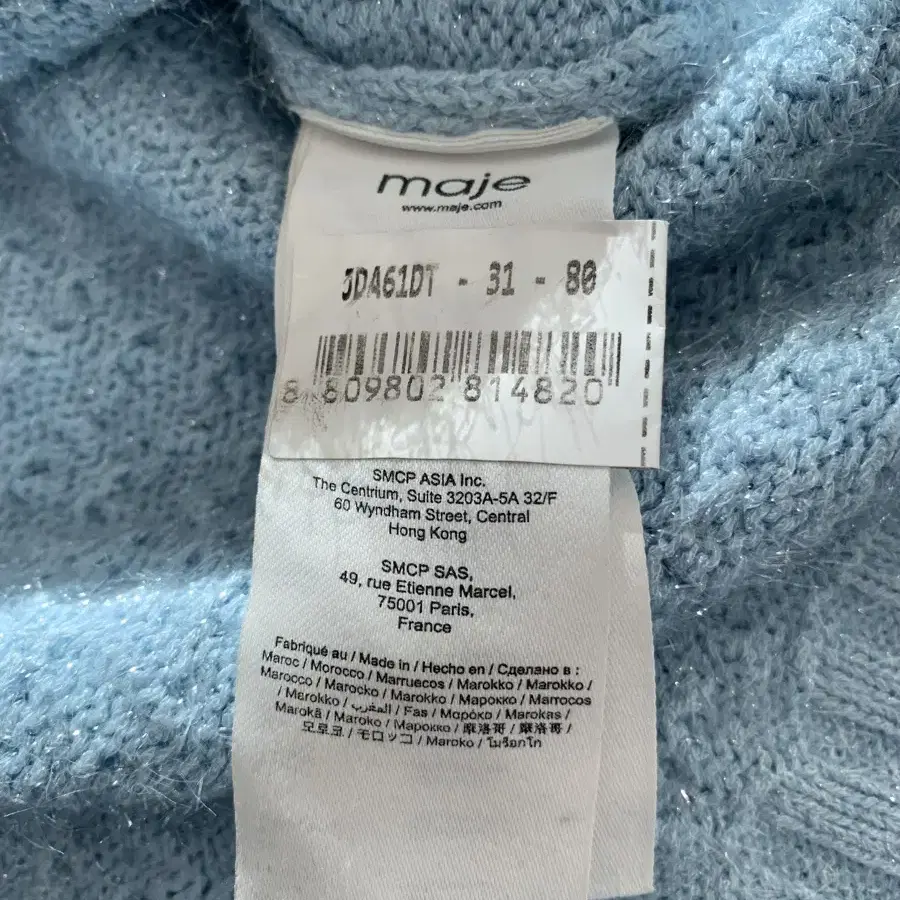 maje
www.maje.com
JDA61DT - 31 - 80
8 809802 814820
SMCP ASIA Inc.
The Centrium, Suite 3203A-5A 32/F
60 Wyndham Street, Central
Hong Kong
SMCP SAS,
49, rue Etienne Marcel,
75001 Paris,
France
Fabriqué au / Made in / Hecho en / Сделано в :
Maroc / Morocco / Marruecos / Marokko / Marokko /
Marocco / Marocko / Marokko / Марокко / Marrocos
/ Marokko / المغرب / Fas / Μαρόκο / Marokas /
Marokā / Maroko / Мароко / 摩洛哥 / 摩洛哥 /
모로코 / モロッコ / Maroko / โมร็อกโก